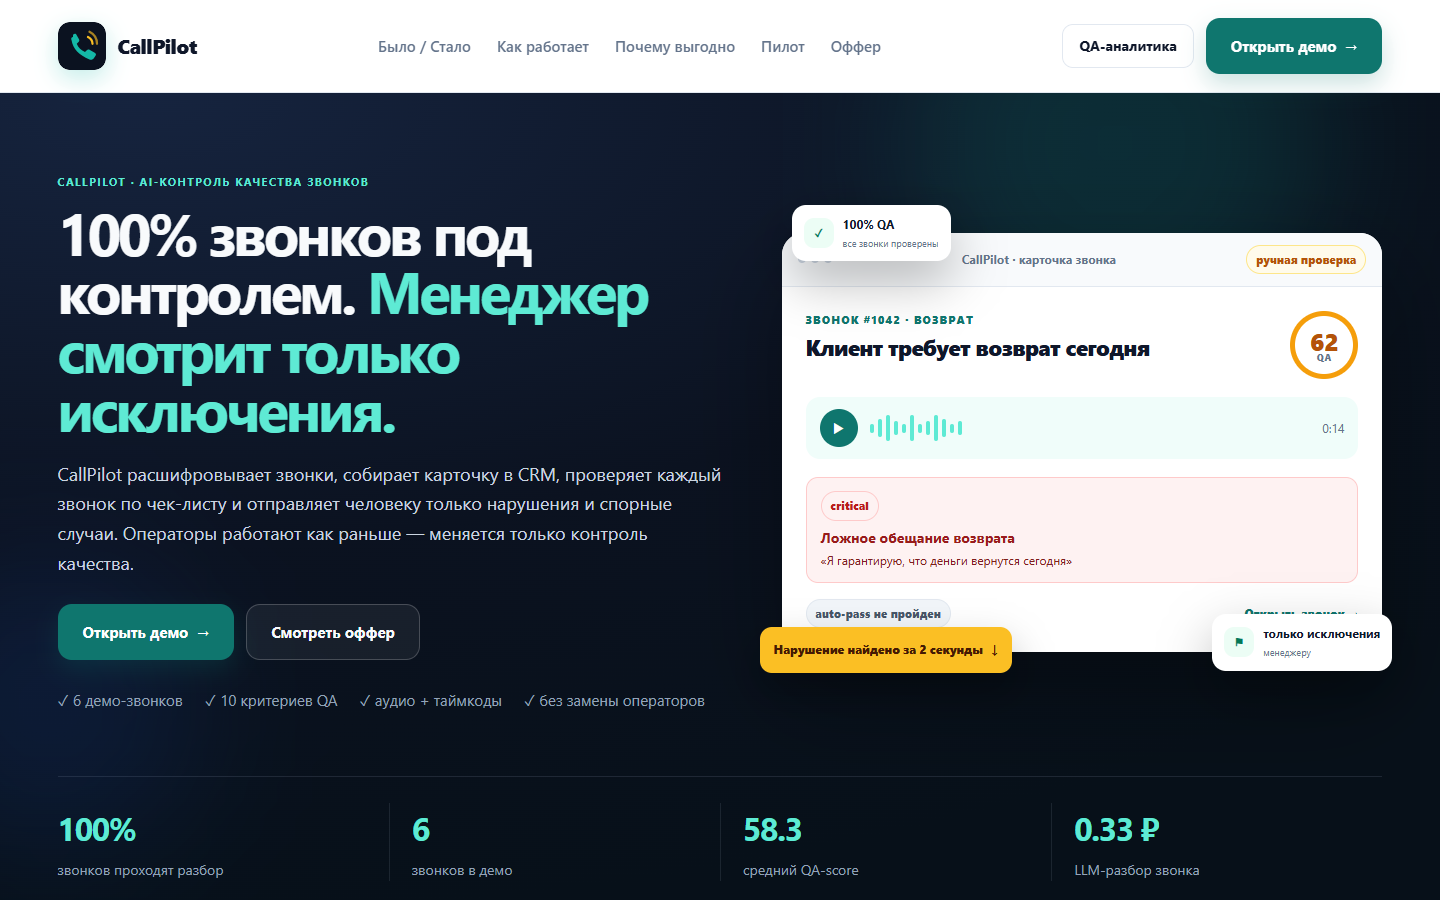 CallPilot
Было / Стало
Как работает
Почему выгодно
Пилот
Оффер
QA-аналитика
Открыть демо →
CALLPILOT · AI-КОНТРОЛЬ КАЧЕСТВА ЗВОНКОВ
100% звонков под
контролем. Менеджер
смотрит только
исключения.
CallPilot расшифровывает звонки, собирает карточку в CRM, проверяет каждый
звонок по чек-листу и отправляет человеку только нарушения и спорные
случаи. Операторы работают как раньше — меняется только контроль
качества.
Открыть демо →
Смотреть оффер
✓ 6 демо-звонков
✓ 10 критериев QA
✓ аудио + таймкоды
✓ без замены операторов
✓
100% QA
все звонки проверены
CallPilot · карточка звонка
ручная проверка
ЗВОНОК #1042 · ВОЗВРАТ
Клиент требует возврат сегодня
62
QA
0:14
critical
Ложное обещание возврата
«Я гарантирую, что деньги вернутся сегодня»
auto-pass не пройден
Открыть звонок →
Нарушение найдено за 2 секунды ↓
только исключения
менеджеру
100%
звонков проходят разбор
6
звонков в демо
58.3
средний QA-score
0.33 ₽
LLM-разбор звонка